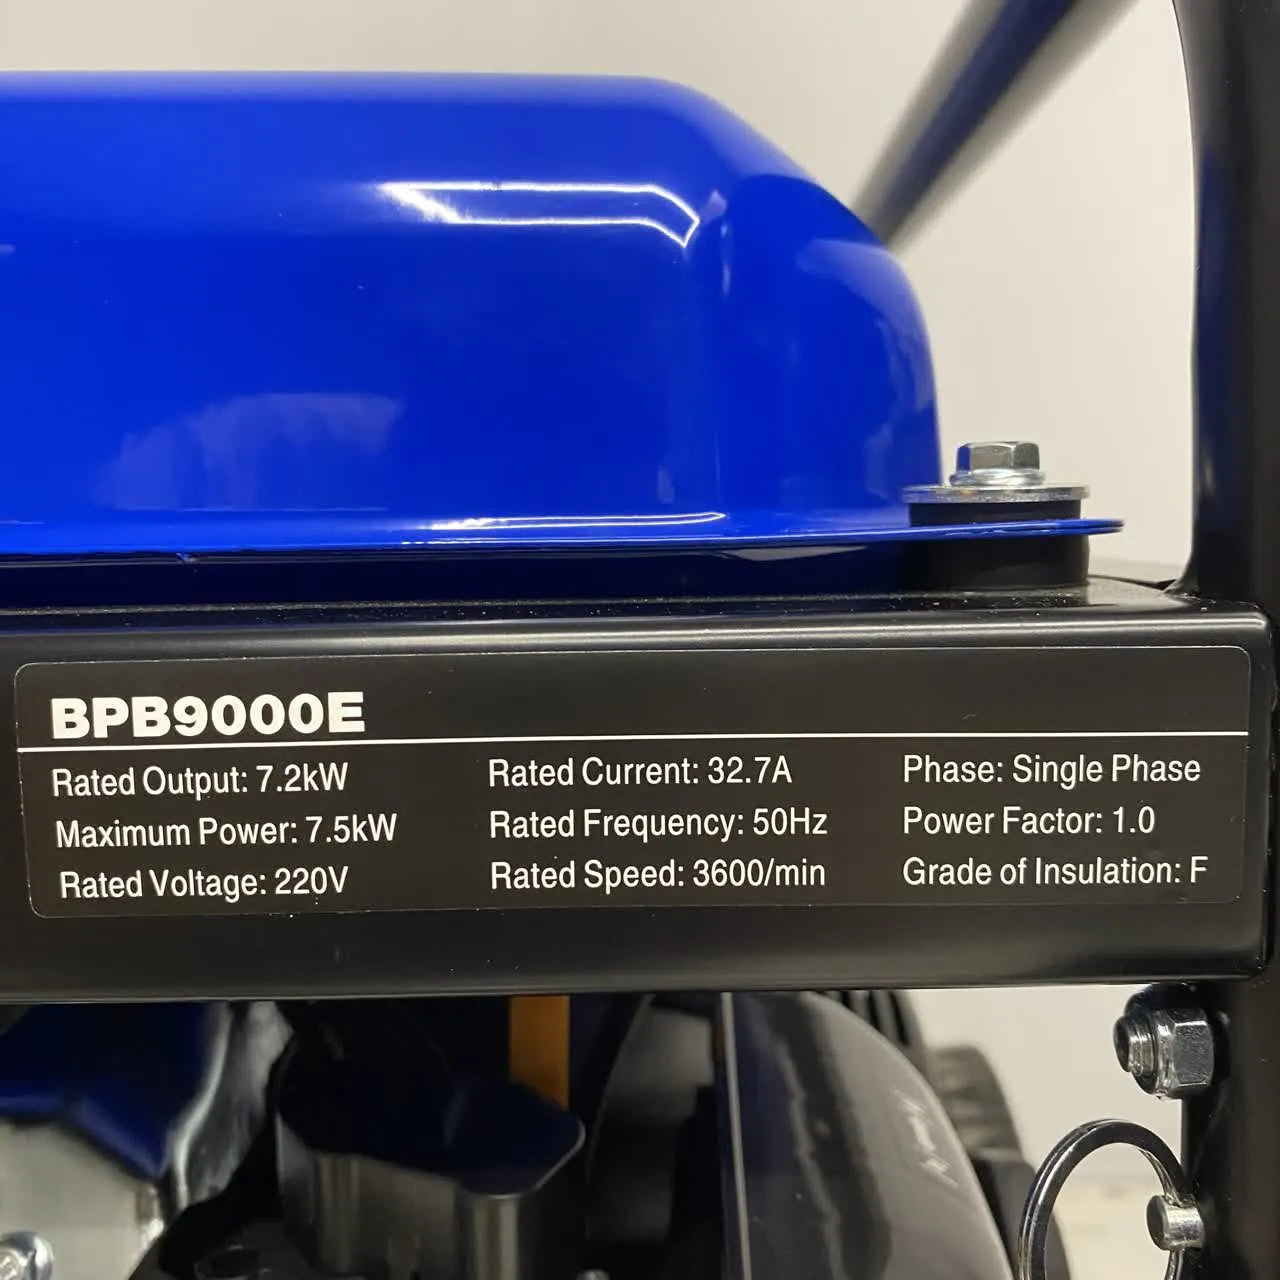 BPB9000E
Rated Output: 7.2kW
Maximum Power: 7.5kW
Rated Voltage: 220V
Rated Current: 32.7A
Rated Frequency: 50Hz
Rated Speed: 3600/min
Phase: Single Phase
Power Factor: 1.0
Grade of Insulation: F